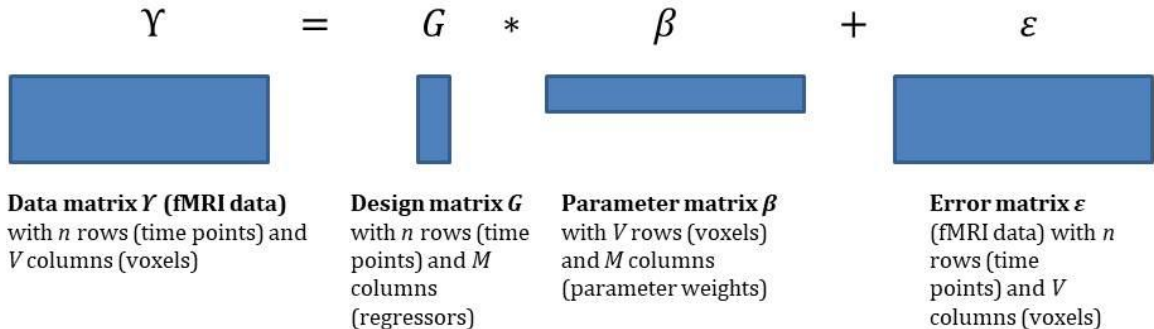 ϒ = G * β + ε
Data matrix ϒ (fMRI data)
with n rows (time points) and
V columns (voxels)
Design matrix G
with n rows (time
points) and M
columns
(regressors)
Parameter matrix β
with V rows (voxels)
and M columns
(parameter weights)
Error matrix ε
(fMRI data) with n
rows (time
points) and V
columns (voxels)